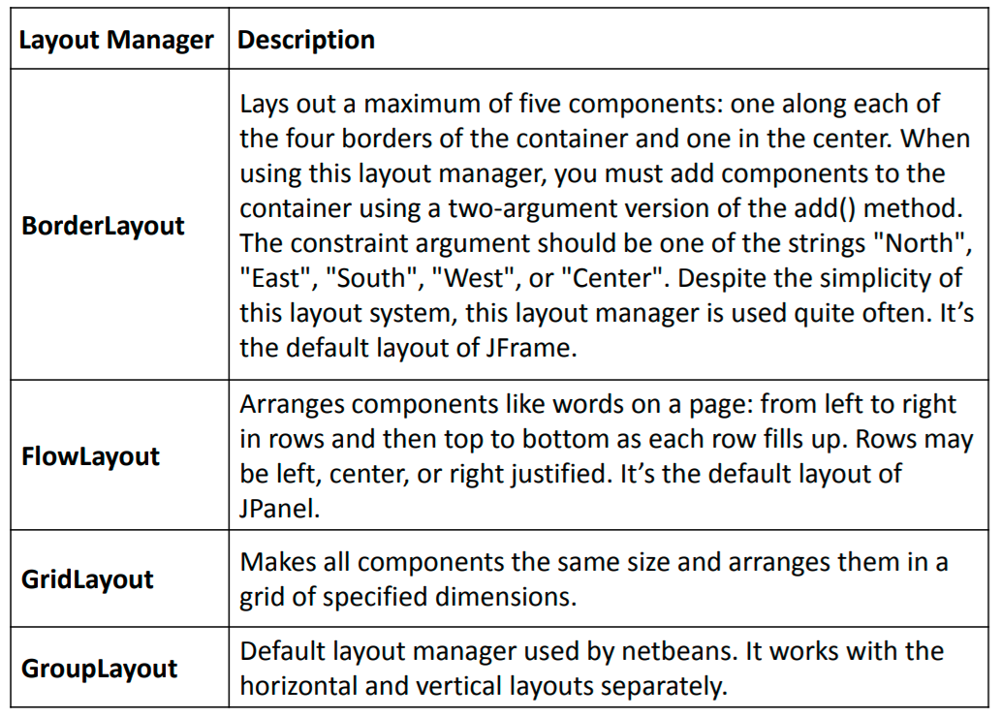 Layout Manager Description
BorderLayout
Lays out a maximum of five components: one along each of
the four borders of the container and one in the center. When
using this layout manager, you must add components to the
container using a two-argument version of the add() method.
The constraint argument should be one of the strings "North",
"East", "South", "West", or "Center". Despite the simplicity of
this layout system, this layout manager is used quite often. It’s
the default layout of JFrame.
FlowLayout
Arranges components like words on a page: from left to right
in rows and then top to bottom as each row fills up. Rows may
be left, center, or right justified. It’s the default layout of
JPanel.
GridLayout
Makes all components the same size and arranges them in a
grid of specified dimensions.
GroupLayout
Default layout manager used by netbeans. It works with the
horizontal and vertical layouts separately.